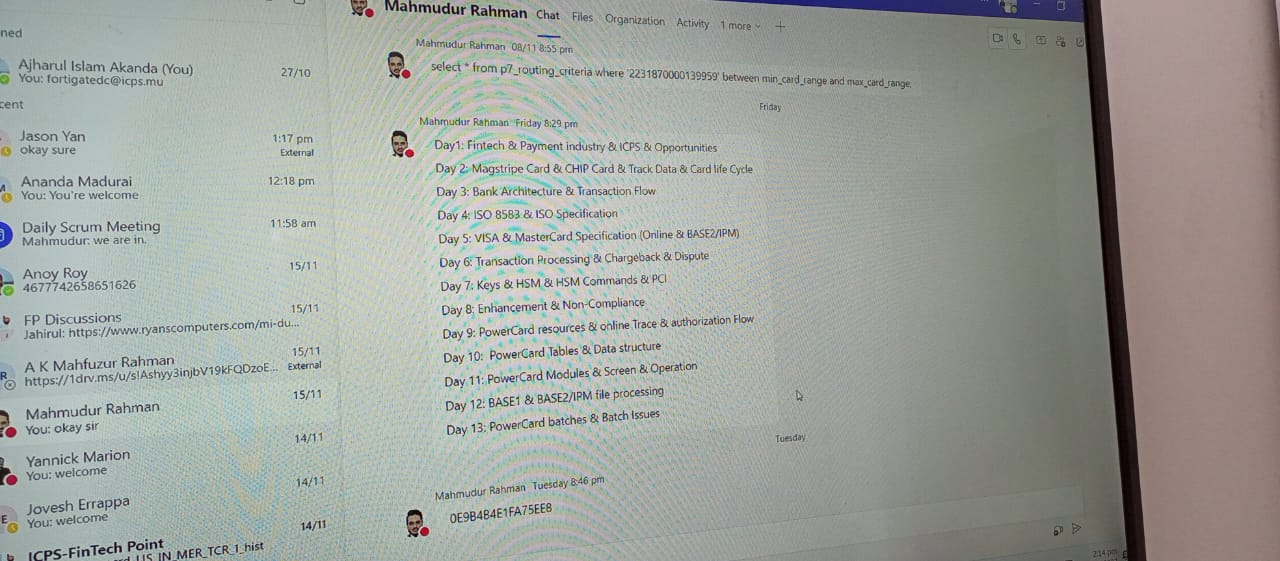 Mahmudur Rahman Chat Files Organization Activity 1 more
ned
Ajharul Islam Akanda (You) 27/10
You: fortigatedc@icps.mu
cent
Jason Yan 1:17 pm
okay sure External
Ananda Madurai 12:18 pm
You: You're welcome
Daily Scrum Meeting 11:58 am
Mahmudur: we are in.
Anoy Roy 15/11
4677742658651626
FP Discussions 15/11
Jahirul: https://www.ryanscomputers.com/mi-du...
A K Mahfuzur Rahman 15/11
https://1drv.ms/u/s!Ashyy3injbV19kFQDzoE... External
Mahmudur Rahman 15/11
You: okay sir
Yannick Marion 14/11
You: welcome
Jovesh Errappa 14/11
You: welcome
ICPS-FinTech Point 14/11
US_IN_MER_TCR_1_hist
Mahmudur Rahman 08/11 8:55 pm
select * from p7_routing_criteria where '2231870000139959' between min_card_range and max_card_range;
Friday
Mahmudur Rahman Friday 8:29 pm
Day1: Fintech & Payment industry & ICPS & Opportunities
Day 2: Magstripe Card & CHIP Card & Track Data & Card life Cycle
Day 3: Bank Architecture & Transaction Flow
Day 4: ISO 8583 & ISO Specification
Day 5: VISA & MasterCard Specification (Online & BASE2/IPM)
Day 6: Transaction Processing & Chargeback & Dispute
Day 7: Keys & HSM & HSM Commands & PCI
Day 8: Enhancement & Non-Compliance
Day 9: PowerCard resources & online Trace & authorization Flow
Day 10: PowerCard Tables & Data structure
Day 11: PowerCard Modules & Screen & Operation
Day 12: BASE1 & BASE2/IPM file processing
Day 13: PowerCard batches & Batch Issues
Tuesday
Mahmudur Rahman Tuesday 8:46 pm
0E9B4B4E1FA75EE8
2:14 pm